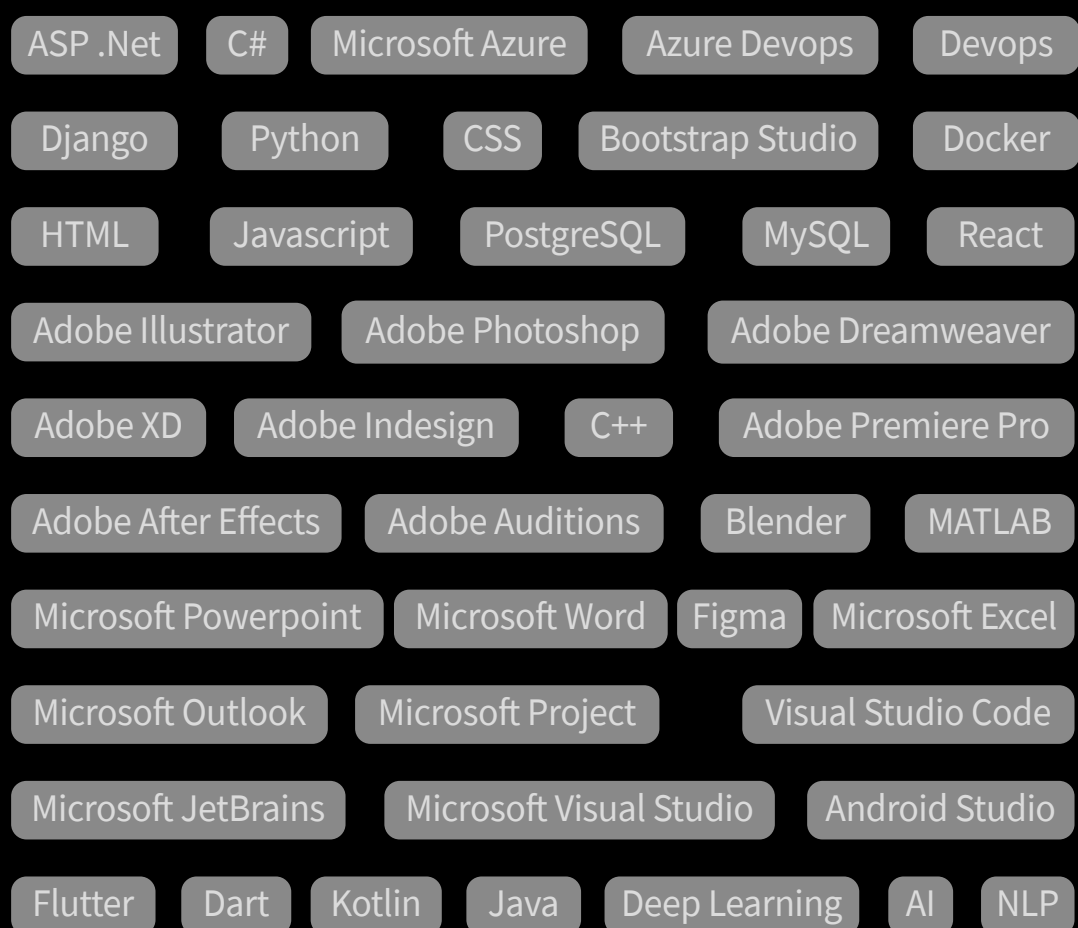 ASP .Net C# Microsoft Azure Azure Devops Devops
Django Python CSS Bootstrap Studio Docker
HTML Javascript PostgreSQL MySQL React
Adobe Illustrator Adobe Photoshop Adobe Dreamweaver
Adobe XD Adobe Indesign C++ Adobe Premiere Pro
Adobe After Effects Adobe Auditions Blender MATLAB
Microsoft Powerpoint Microsoft Word Figma Microsoft Excel
Microsoft Outlook Microsoft Project Visual Studio Code
Microsoft JetBrains Microsoft Visual Studio Android Studio
Flutter Dart Kotlin Java Deep Learning AI NLP